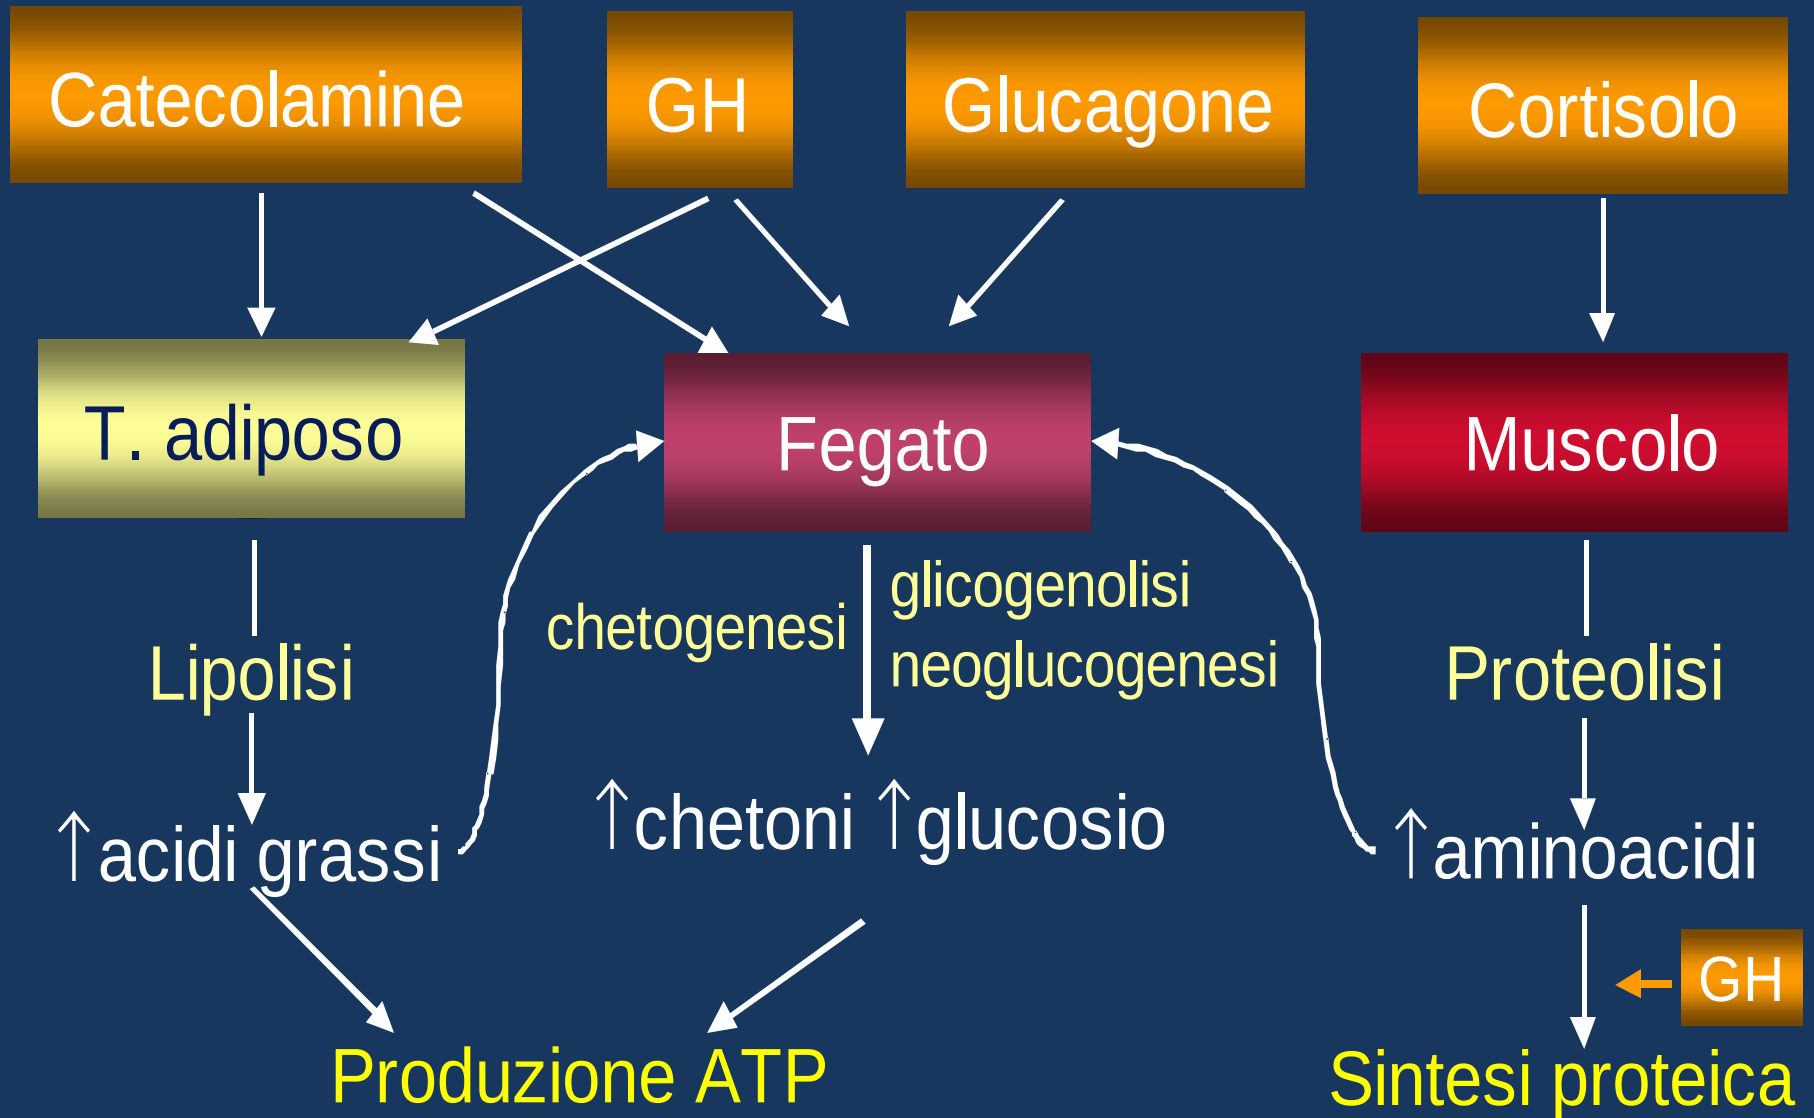 Catecolamine
GH
Glucagone
Cortisolo
T. adiposo
Fegato
Muscolo
chetogenesi
glicogenolisi
neoglucogenesi
Lipolisi
Proteolisi
↑acidi grassi
↑chetoni ↑glucosio
↑aminoacidi
GH
Produzione ATP
Sintesi proteica